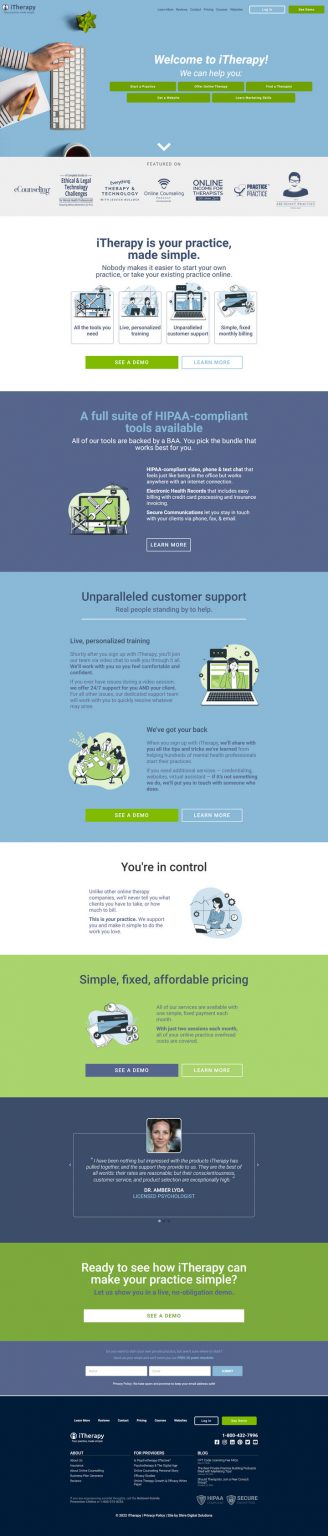 iTherapy
Learn More Reviews Contact Pricing Courses Websites Log In See Demo
Welcome to iTherapy!
We can help you:
Start a Practice Offer Online Therapy Find a Therapist
Get a Website Learn Marketing Skills
FEATURED ON
eCounseling
Ethical & Legal
Technology
Challenges
Everything
THERAPY &
TECHNOLOGY
Online Counseling
ONLINE
INCOME
THERAPISTS
PRACTICE
PRACTICE
iTherapy is your practice,
made simple.
Nobody makes it easier to start your own
practice, or take your existing practice online.
All the tools you
need
Live, personalized
training
Unparalleled
customer support
Simple, fixed
monthly billing
SEE A DEMO LEARN MORE
A full suite of HIPAA-compliant
tools available
All of our tools are backed by a BAA. You pick the bundle that
works best for you.
HIPAA-compliant video, phone & text chat that
feels just like being in the office but works
anywhere with an internet connection.
Electronic Health Records that includes easy
billing with credit card processing and insurance
invoicing.
Secure Communications let you stay in touch
with your clients via phone, fax, & email.
LEARN MORE
Unparalleled customer support
Real people standing by to help.
Live, personalized training
Shortly after you sign up with iTherapy, you'll join
our team via video chat to walk you through it all.
We'll work with you so you feel comfortable and
confident.
If you ever have issues during a video session,
we offer 24/7 support for you AND your client.
For all other issues, our dedicated support team
will work with you to quickly resolve whatever
may arise.
We've got your back
When you sign up with iTherapy, we'll share with
you all the tips and tricks we've learned from
helping hundreds of mental health professionals
start their practices.
If you need additional services — credentialing,
websites, virtual assistant — if it's not something
we do, we'll put you in touch with someone who
does.
SEE A DEMO LEARN MORE
You're in control
Unlike other online therapy
companies, we'll never tell you what
clients you have to take, or how
much to bill.
This is your practice. We support
you and make it simple to do the
work you love.
Simple, fixed, affordable pricing
All of our services are available with
one simple, fixed payment each
month.
With just two sessions each month,
all of your online practice overhead
costs are covered.
SEE A DEMO LEARN MORE
" I have been nothing but impressed with the products iTherapy has
pulled together, and the support they provide to us. They are the best of
all worlds: their rates are reasonable; but their conscientiousness,
customer service, and product selection are exceptionally high. "
DR. AMBER LYDA
LICENSED PSYCHOLOGIST
Ready to see how iTherapy can
make your practice simple?
Let us show you in a live, no-obligation demo.
SEE A DEMO
SUBMIT
Learn More Reviews Contact Pricing Courses Websites Log In See Demo
iTherapy
1-800-432-7996
ABOUT
About Us
Insurance
About Online Counseling
Business Plan Generator
Reviews
FOR PROVIDERS
Is Psychotherapy Effective?
Psychotherapy & The Digital Age
Online Counseling Personal Story
Efficacy Studies
Online Therapy Growth & Efficacy White
Paper
BLOG
HIPAA
SECURE
© 2022 iTherapy | Privacy Policy | Site by Shire Digital Solutions